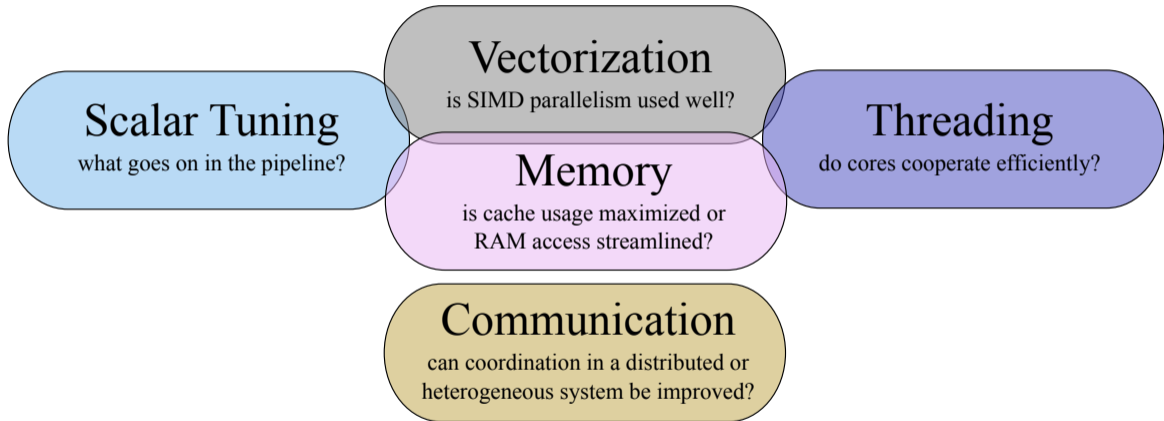 Vectorization
is SIMD parallelism used well?
Scalar Tuning
what goes on in the pipeline?
Threading
do cores cooperate efficiently?
Memory
is cache usage maximized or
RAM access streamlined?
Communication
can coordination in a distributed or
heterogeneous system be improved?